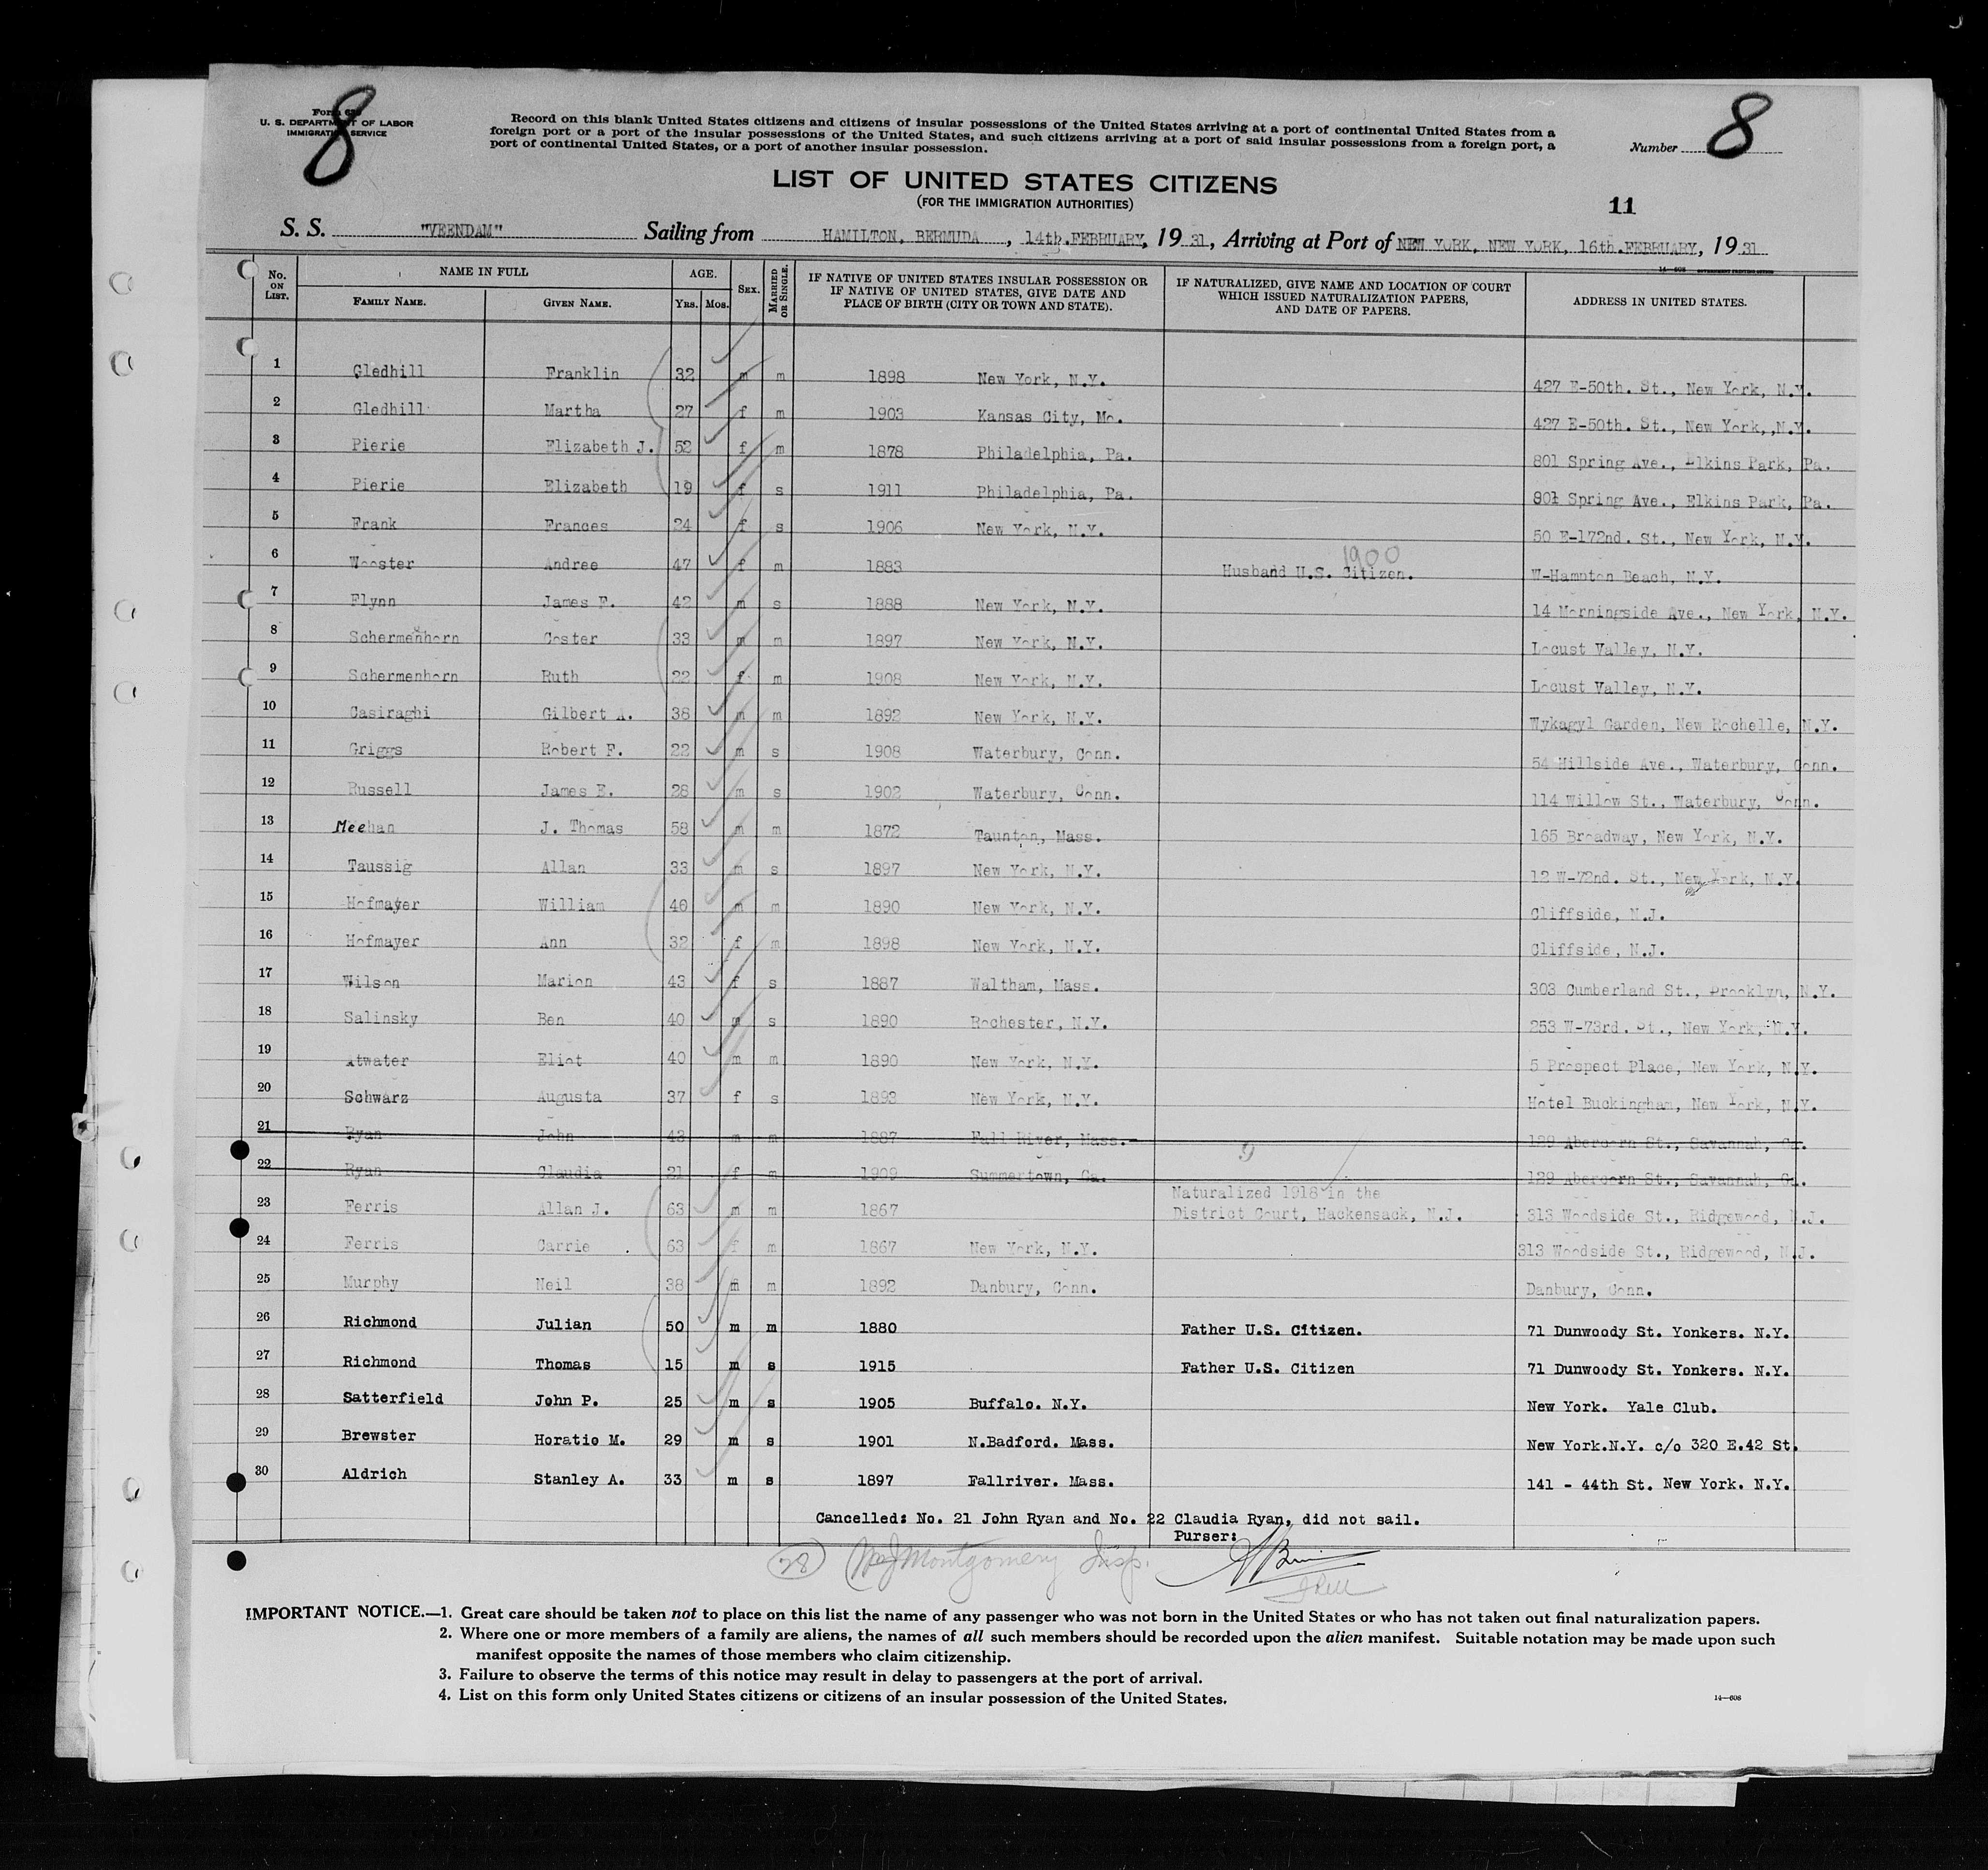 8
Form 630
U. S. DEPARTMENT OF LABOR
IMMIGRATION SERVICE
Record on this blank United States citizens and citizens of insular possessions of the United States arriving at a port of continental United States from a
foreign port or a port of the insular possessions of the United States, and such citizens arriving at a port of said insular possessions from a foreign port, a
port of continental United States, or a port of another insular possession.
Number 8
LIST OF UNITED STATES CITIZENS
(FOR THE IMMIGRATION AUTHORITIES)
11
S. S. "VEENDAM" Sailing from HAMILTON, BERMUDA, 14th.FEBRUARY, 1931, Arriving at Port of NEW YORK, NEW YORK, 16th.FEBRUARY, 1931
14-608 GOVERNMENT PRINTING OFFICE
No. ON LIST. NAME IN FULL FAMILY NAME. GIVEN NAME. AGE. YRS. MOS. SEX. MARRIED OR SINGLE. IF NATIVE OF UNITED STATES INSULAR POSSESSION OR IF NATIVE OF UNITED STATES, GIVE DATE AND PLACE OF BIRTH (CITY OR TOWN AND STATE). IF NATURALIZED, GIVE NAME AND LOCATION OF COURT WHICH ISSUED NATURALIZATION PAPERS, AND DATE OF PAPERS. ADDRESS IN UNITED STATES.
1 Gledhill Franklin 32 m m 1898 New York, N.Y. 427 E-50th. St., New York, N.Y.
2 Gledhill Martha 27 f m 1903 Kansas City, Mo. 427 E-50th. St., New York,,N.Y.
3 Pierie Elizabeth J. 52 f m 1878 Philadelphia, Pa. 801 Spring Ave., Elkins Park, Pa.
4 Pierie Elizabeth 19 f s 1911 Philadelphia, Pa. 801 Spring Ave., Elkins Park, Pa.
5 Frank Frances 24 f s 1906 New York, N.Y. 50 E-172nd. St., New York, N.Y.
6 Wooster Andree 47 f m 1883 Husband U.S. Citizen. 1900 W-Hampton Beach, N.Y.
7 Flynn James F. 42 m s 1888 New York, N.Y. 14 Morningside Ave., New York, N.Y.
8 Schermenhorn Coster 33 m m 1897 New York, N.Y. Locust Valley, N.Y.
9 Schermenhorn Ruth 22 f m 1908 New York, N.Y. Locust Valley, N.Y.
10 Casiraghi Gilbert A. 38 m m 1892 New York, N.Y. Wykagyl Garden, New Rochelle, N.Y.
11 Griggs Robert F. 22 m s 1908 Waterbury, Conn. 54 Hillside Ave., Waterbury, Conn.
12 Russell James E. 28 m s 1902 Waterbury, Conn. 114 Willow St., Waterbury, Conn.
13 Meehan J. Thomas 58 m m 1872 Taunton, Mass. 165 Broadway, New York, N.Y.
14 Taussig Allan 33 m s 1897 New York, N.Y. 12 W-72nd. St., New York, N.Y.
15 Hofmayer William 40 m m 1890 New York, N.Y. Cliffside, N.J.
16 Hofmayer Ann 32 f m 1898 New York, N.Y. Cliffside, N.J.
17 Wilson Marion 43 f s 1887 Waltham, Mass. 303 Cumberland St., Brooklyn, N.Y.
18 Salinsky Ben 40 m s 1890 Rochester, N.Y. 253 W-73rd. St., New York, N.Y.
19 Atwater Eliot 40 m m 1890 New York, N.Y. 5 Prospect Place, New York, N.Y.
20 Schwarz Augusta 37 f s 1893 New York, N.Y. Hotel Buckingham, New York, N.Y.
21 Ryan John 43 m m 1887 Fall River, Mass. 129 Abercorn St., Savannah, Ga.
22 Ryan Claudia 21 f m 1909 Summertown, Ga. 129 Abercorn St., Savannah, Ga.
23 Ferris Allan J. 63 m m 1867 Naturalized 1918 in the District Court, Hackensack, N.J. 313 Woodside St., Ridgewood, N.J.
24 Ferris Carrie 63 f m 1867 New York, N.Y. 313 Woodside St., Ridgewood, N.J.
25 Murphy Neil 38 m m 1892 Danbury, Conn. Danbury, Conn.
26 Richmond Julian 50 m m 1880 Father U.S. Citizen. 71 Dunwoody St. Yonkers. N.Y.
27 Richmond Thomas 15 m s 1915 Father U.S. Citizen 71 Dunwoody St. Yonkers. N.Y.
28 Satterfield John P. 25 m s 1905 Buffalo. N.Y. New York. Yale Club.
29 Brewster Horatio M. 29 m s 1901 N.Badford. Mass. New York.N.Y. c/o 320 E.42 St.
30 Aldrich Stanley A. 33 m s 1897 Fallriver. Mass. 141 - 44th St. New York. N.Y.
Cancelled: No. 21 John Ryan and No. 22 Claudia Ryan, did not sail.
Purser:
28 Wm J Montgomery Insp.
IMPORTANT NOTICE.—1. Great care should be taken not to place on this list the name of any passenger who was not born in the United States or who has not taken out final naturalization papers.
2. Where one or more members of a family are aliens, the names of all such members should be recorded upon the alien manifest. Suitable notation may be made upon such
manifest opposite the names of those members who claim citizenship.
3. Failure to observe the terms of this notice may result in delay to passengers at the port of arrival.
4. List on this form only United States citizens or citizens of an insular possession of the United States.
14—608